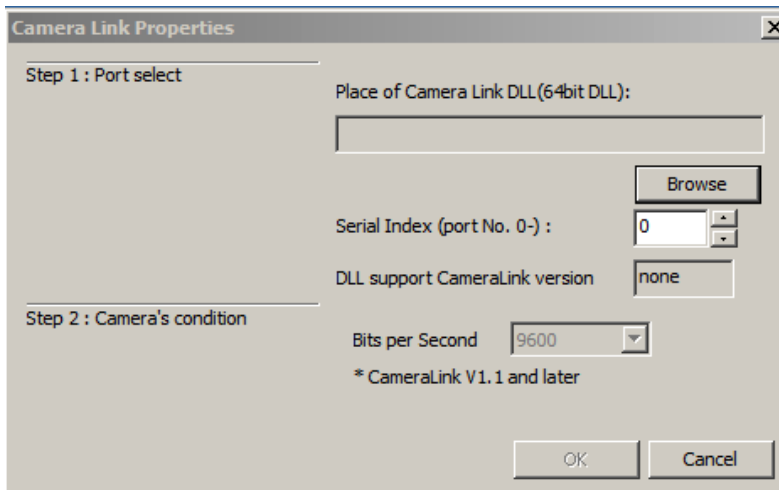 Camera Link Properties
Step 1 : Port select
Place of Camera Link DLL(64bit DLL):
Browse
Serial Index (port No. 0-) :
0
DLL support CameraLink version
none
Step 2 : Camera's condition
Bits per Second
9600
* CameraLink V1.1 and later
OK
Cancel